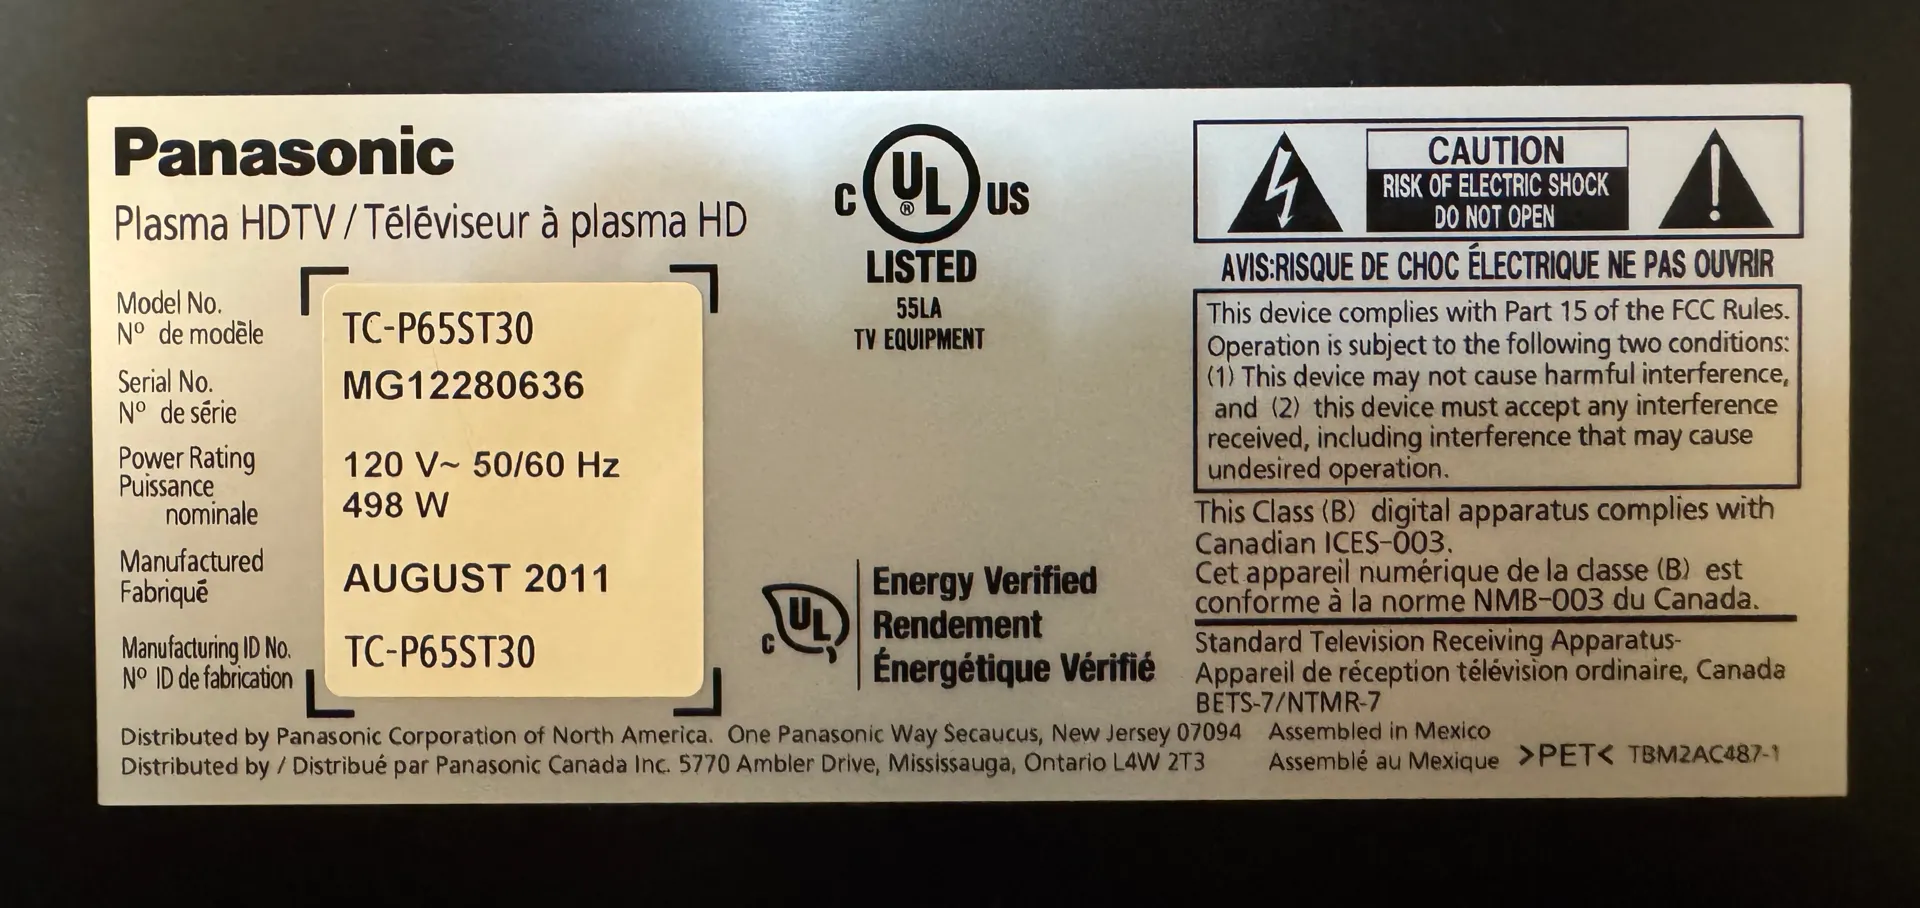 Panasonic
Plasma HDTV / Téléviseur à plasma HD
Model No.
Nº de modèle
TC-P65ST30
Serial No.
Nº de série
MG12280636
Power Rating
Puissance
nominale
120 V~ 50/60 Hz
498 W
Manufactured
Fabriqué
AUGUST 2011
Manufacturing ID No.
Nº ID de fabrication
TC-P65ST30
C UL ® US
LISTED
55LA
TV EQUIPMENT
C UL
Energy Verified
Rendement
Énergétique Vérifié
CAUTION
RISK OF ELECTRIC SHOCK
DO NOT OPEN
AVIS:RISQUE DE CHOC ÉLECTRIQUE NE PAS OUVRIR
This device complies with Part 15 of the FCC Rules.
Operation is subject to the following two conditions:
(1) This device may not cause harmful interference,
and (2) this device must accept any interference
received, including interference that may cause
undesired operation.
This Class (B) digital apparatus complies with
Canadian ICES-003.
Cet appareil numérique de la classe (B) est
conforme à la norme NMB-003 du Canada.
Standard Television Receiving Apparatus-
Appareil de réception télévision ordinaire, Canada
BETS-7/NTMR-7
Distributed by Panasonic Corporation of North America. One Panasonic Way Secaucus, New Jersey 07094
Distributed by / Distribué par Panasonic Canada Inc. 5770 Ambler Drive, Mississauga, Ontario L4W 2T3
Assembled in Mexico
Assemblé au Mexique
>PET< TBM2AC487-1